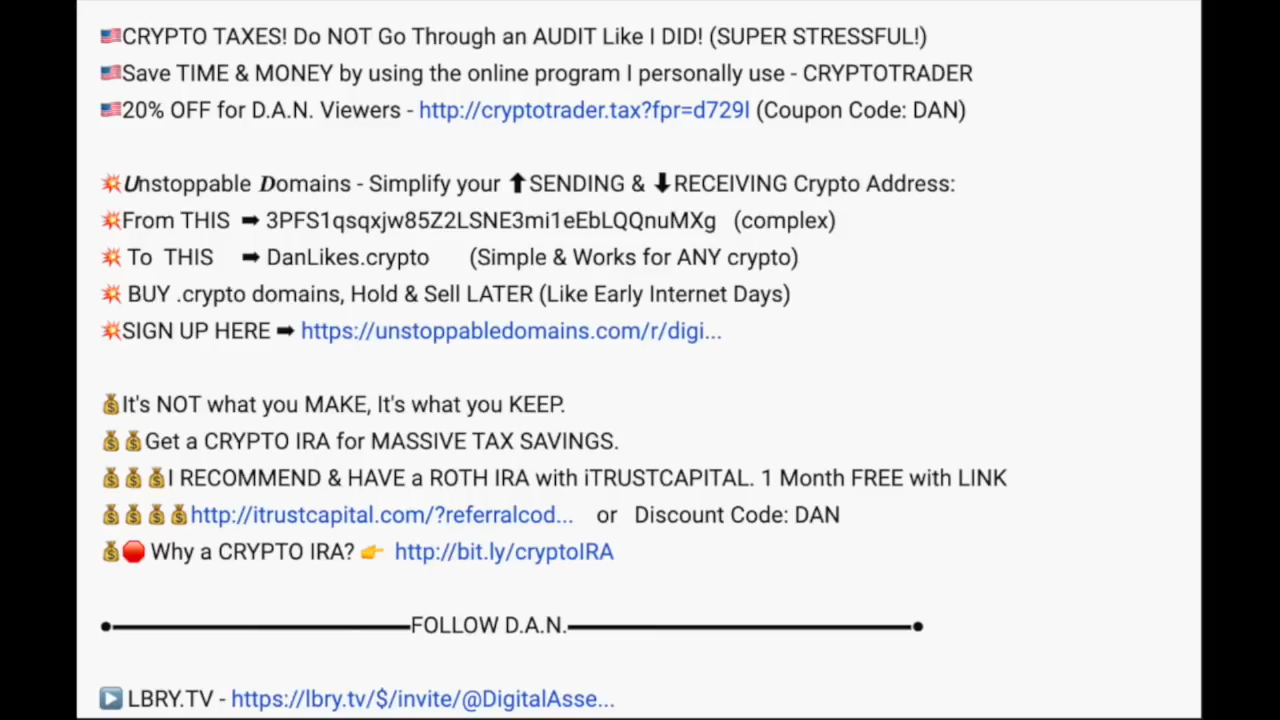 🇺🇸CRYPTO TAXES! Do NOT Go Through an AUDIT Like I DID! (SUPER STRESSFUL!)
🇺🇸Save TIME & MONEY by using the online program I personally use - CRYPTOTRADER
🇺🇸20% OFF for D.A.N. Viewers - http://cryptotrader.tax?fpr=d729l (Coupon Code: DAN)
💥𝙐nstoppable 𝑫omains - Simplify your ⬆SENDING & ⬇RECEIVING Crypto Address:
💥From THIS ➡ 3PFS1qsqxjw85Z2LSNE3mi1eEbLQQnuMXg (complex)
💥 To THIS ➡ DanLikes.crypto (Simple & Works for ANY crypto)
💥 BUY .crypto domains, Hold & Sell LATER (Like Early Internet Days)
💥SIGN UP HERE ➡ https://unstoppabledomains.com/r/digi...
💰It's NOT what you MAKE, It's what you KEEP.
💰💰Get a CRYPTO IRA for MASSIVE TAX SAVINGS.
💰💰💰I RECOMMEND & HAVE a ROTH IRA with iTRUSTCAPITAL. 1 Month FREE with LINK
💰💰💰💰http://itrustcapital.com/?referralcod... or Discount Code: DAN
💰🛑 Why a CRYPTO IRA? 👉 http://bit.ly/cryptoIRA
●▬▬▬▬▬▬▬▬▬▬▬FOLLOW D.A.N.▬▬▬▬▬▬▬▬▬▬▬▬▬●
▶️ LBRY.TV - https://lbry.tv/$/invite/@DigitalAsse...